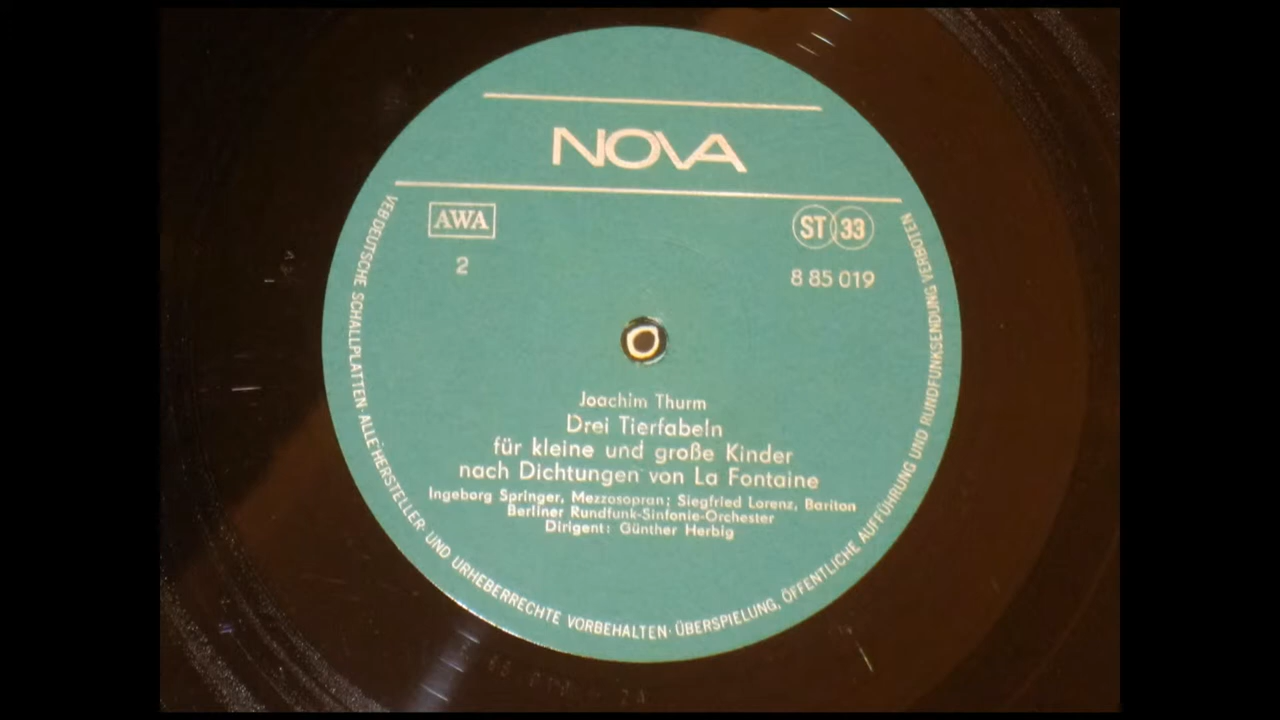 NOVA
AWA
ST 33
2
8 85 019
Joachim Thurm
Drei Tierfabeln
für kleine und große Kinder
nach Dichtungen von La Fontaine
Ingeborg Springer, Mezzosopran; Siegfried Lorenz, Bariton
Berliner Rundfunk-Sinfonie-Orchester
Dirigent: Günther Herbig
VEB DEUTSCHE SCHALLPLATTEN · ALLE HERSTELLER- UND URHEBERRECHTE VORBEHALTEN · ÜBERSPIELUNG, ÖFFENTLICHE AUFFÜHRUNG UND RUNDFUNKSENDUNG VERBOTEN